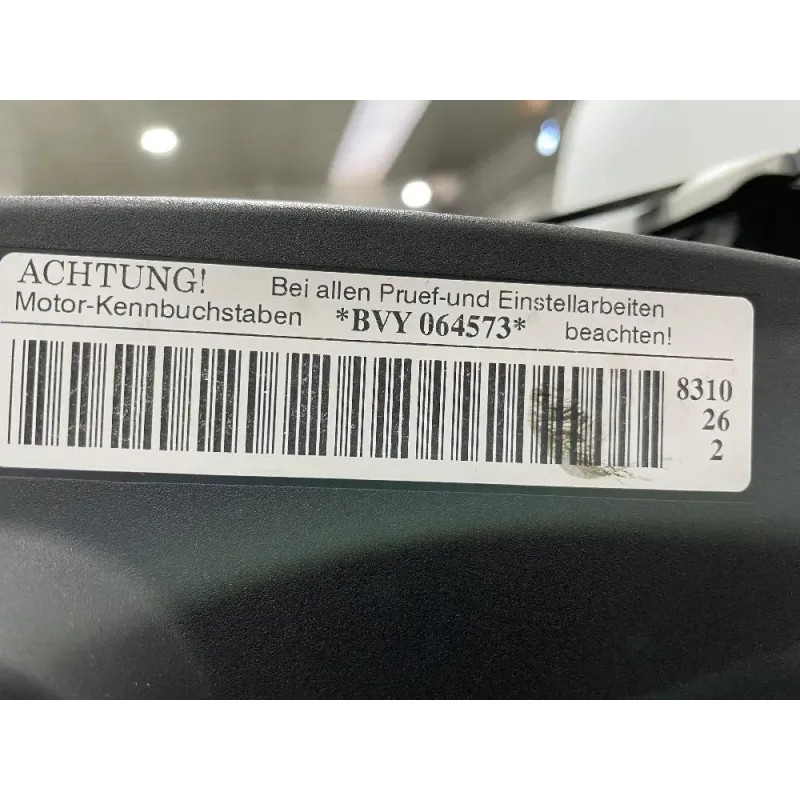 ACHTUNG! Bei allen Pruef-und Einstellarbeiten
Motor-Kennbuchstaben *BVY 064573* beachten!
8310
26
2